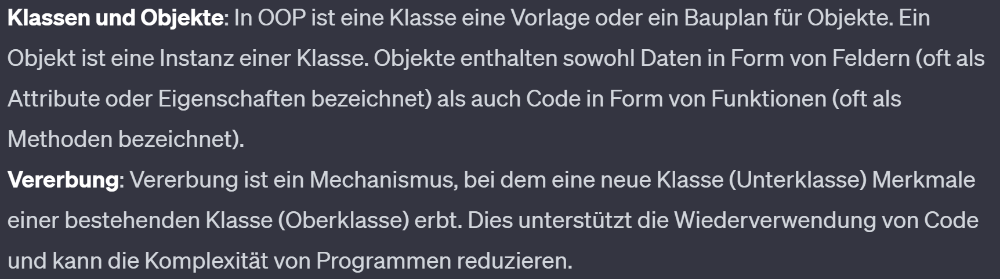 Klassen und Objekte: In OOP ist eine Klasse eine Vorlage oder ein Bauplan für Objekte. Ein
Objekt ist eine Instanz einer Klasse. Objekte enthalten sowohl Daten in Form von Feldern (oft als
Attribute oder Eigenschaften bezeichnet) als auch Code in Form von Funktionen (oft als
Methoden bezeichnet).
Vererbung: Vererbung ist ein Mechanismus, bei dem eine neue Klasse (Unterklasse) Merkmale
einer bestehenden Klasse (Oberklasse) erbt. Dies unterstützt die Wiederverwendung von Code
und kann die Komplexität von Programmen reduzieren.